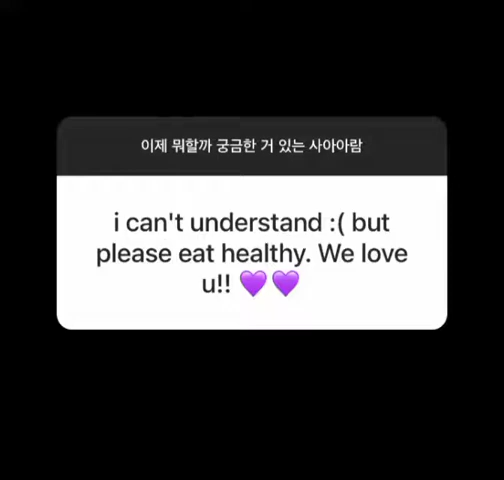 이제 뭐할까 궁금한 거 있는 사아아람
i can't understand :( but
please eat healthy. We love
u!! 💜💜